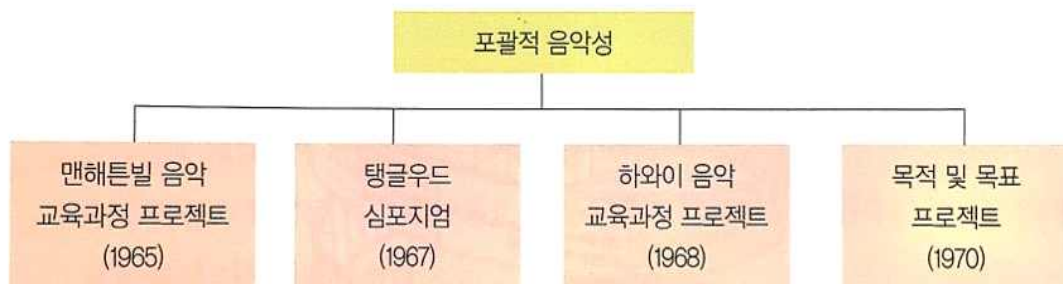 포괄적 음악성
맨해튼빌 음악
교육과정 프로젝트
(1965)
탱글우드
심포지엄
(1967)
하와이 음악
교육과정 프로젝트
(1968)
목적 및 목표
프로젝트
(1970)